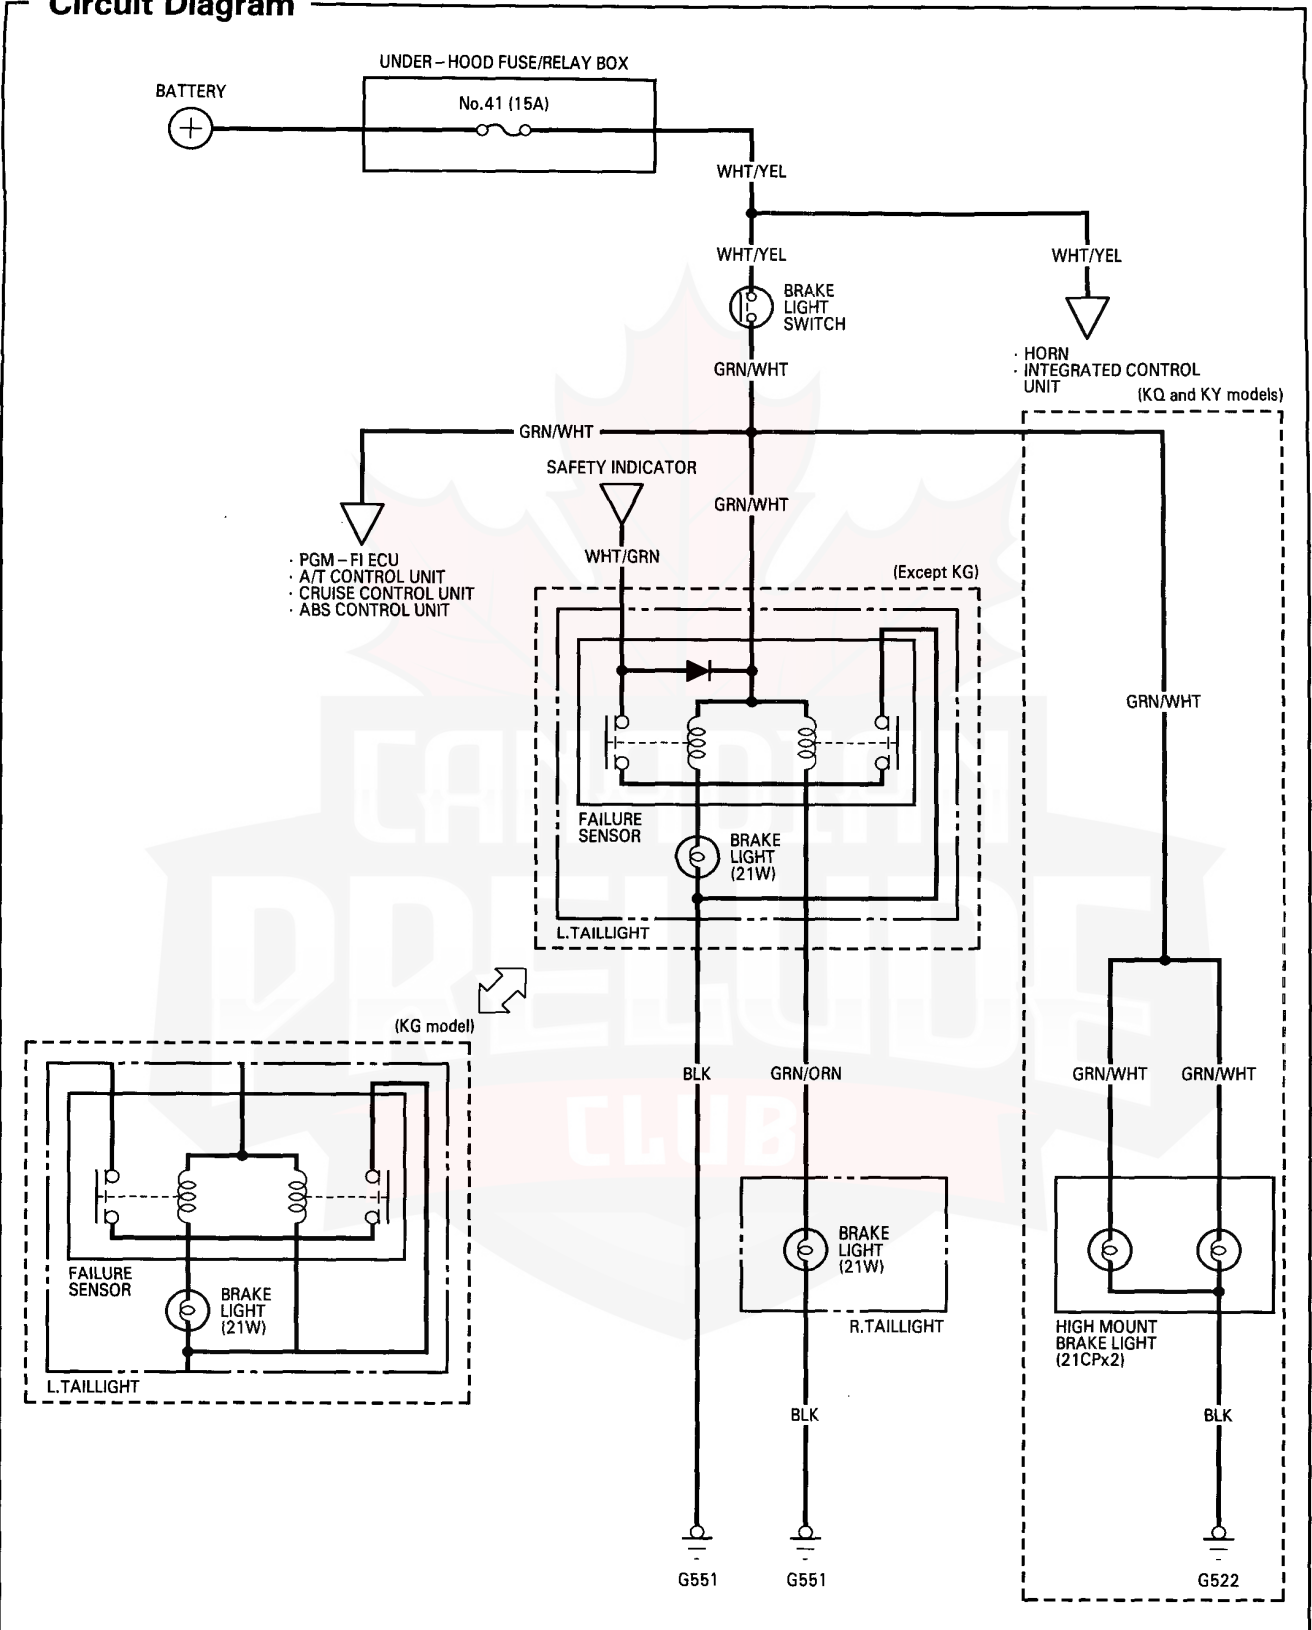 Circuit Diagram
UNDER-HOOD FUSE/RELAY BOX
BATTERY
No.41 (15A)
WHT/YEL
WHT/YEL
WHT/YEL
BRAKE
LIGHT
SWITCH
· HORN
· INTEGRATED CONTROL
UNIT
GRN/WHT
(KQ and KY models)
GRN/WHT
SAFETY INDICATOR
GRN/WHT
WHT/GRN
· PGM-FI ECU
· A/T CONTROL UNIT
· CRUISE CONTROL UNIT
· ABS CONTROL UNIT
(Except KG)
GRN/WHT
FAILURE
SENSOR
BRAKE
LIGHT
(21W)
L.TAILLIGHT
CANADIAN
PRELUDE
CLUB
(KG model)
BLK
GRN/ORN
GRN/WHT
GRN/WHT
FAILURE
SENSOR
BRAKE
LIGHT
(21W)
L.TAILLIGHT
BRAKE
LIGHT
(21W)
R.TAILLIGHT
HIGH MOUNT
BRAKE LIGHT
(21CPx2)
BLK
BLK
G551
G551
G522